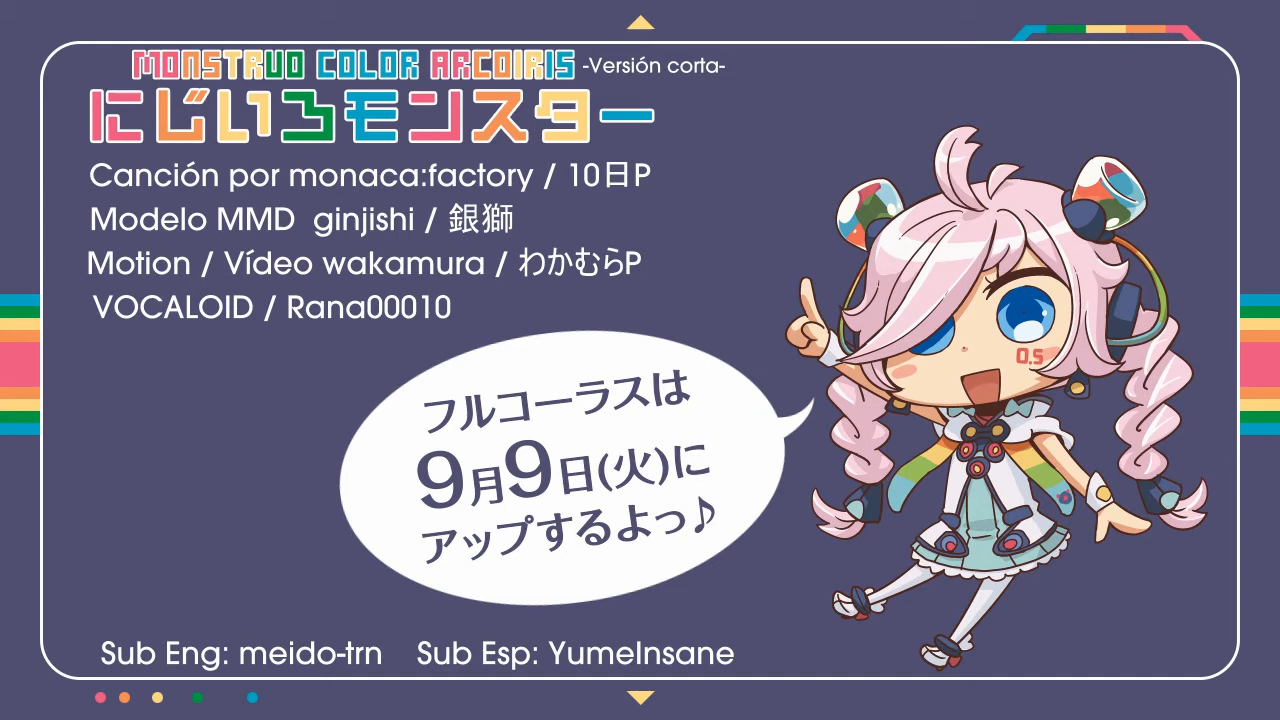 MONSTRUO COLOR ARCOIRIS -Versión corta-
にじいろモンスター
Canción por monaca:factory / 10日P
Modelo MMD ginjishi / 銀獅
Motion / Vídeo wakamura / わかむらP
VOCALOID / Rana00010
フルコーラスは
9月9日(火)に
アップするよっ♪
0.5
Sub Eng: meido-trn Sub Esp: YumeInsane